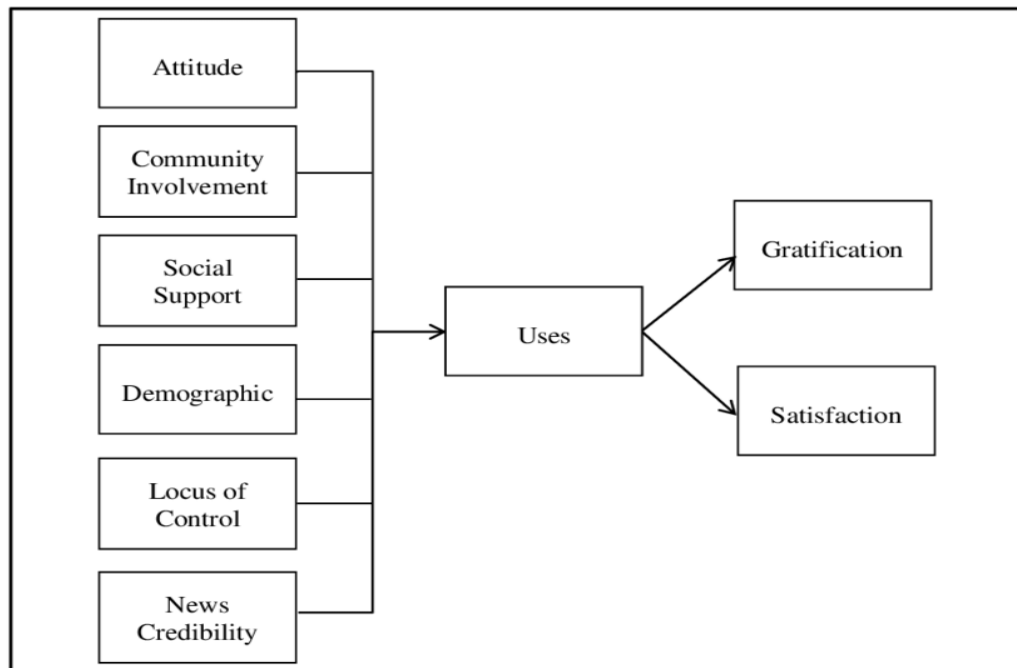 Attitude
Community
Involvement
Social
Support
Demographic
Locus of
Control
News
Credibility
Uses
Gratification
Satisfaction